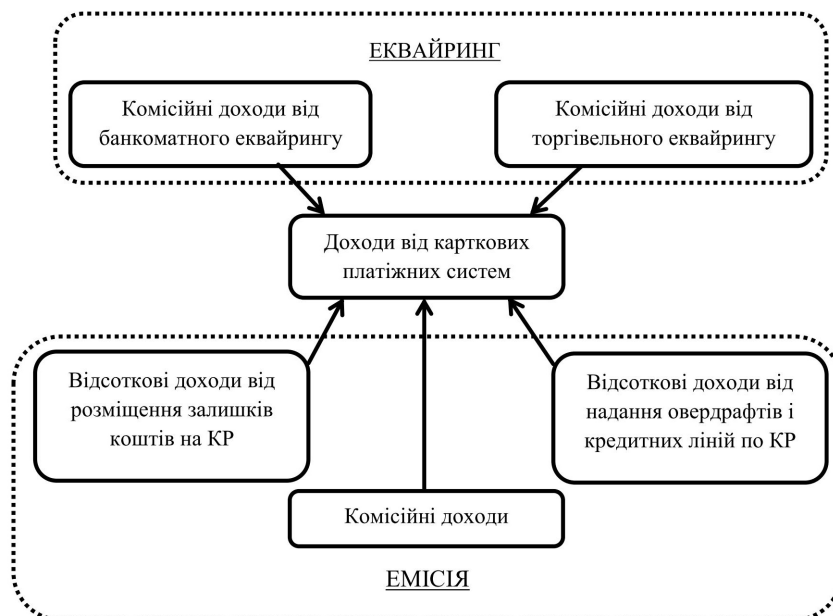 ЕКВАЙРИНГ
Комісійні доходи від
банкоматного еквайрингу
Комісійні доходи від
торгівельного еквайрингу
Доходи від карткових
платіжних систем
Відсоткові доходи від
розміщення залишків
коштів на КР
Відсоткові доходи від
надання овердрафтів і
кредитних ліній по КР
Комісійні доходи
ЕМІСІЯ